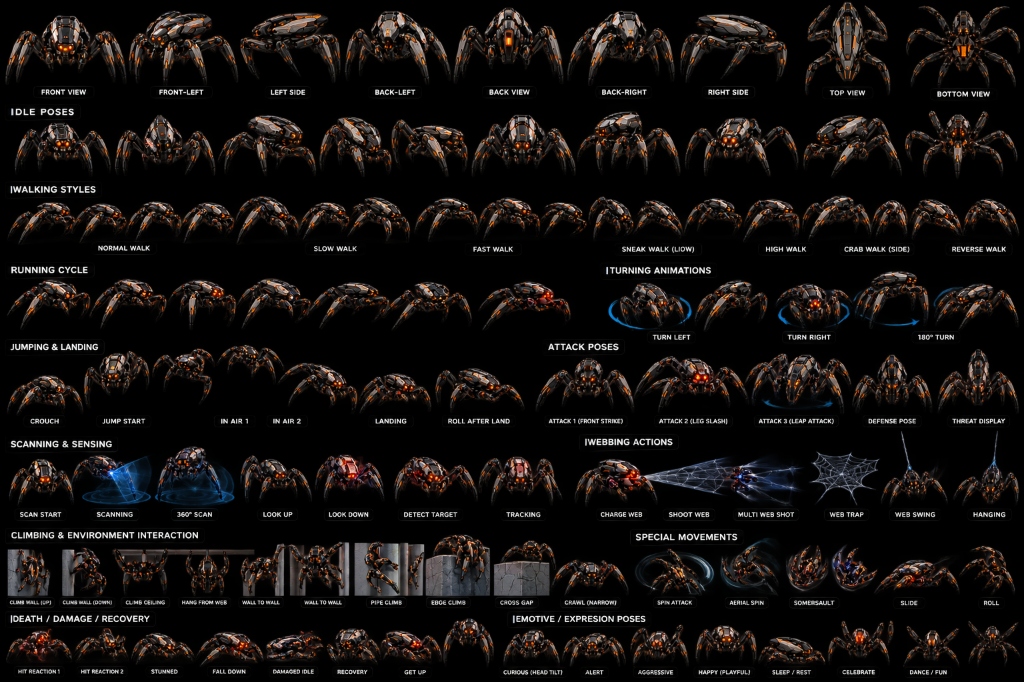 FRONT VIEW
FRONT-LEFT
LEFT SIDE
BACK-LEFT
BACK VIEW
BACK-RIGHT
RIGHT SIDE
TOP VIEW
BOTTOM VIEW
IDLE POSES
WALKING STYLES
NORMAL WALK
SLOW WALK
FAST WALK
SNEAK WALK (LIOW)
HIGH WALK
CRAB WALK (SIDE)
REVERSE WALK
RUNNING CYCLE
TURNING ANIMATIONS
TURN LEFT
TURN RIGHT
180° TURN
JUMPING & LANDING
CROUCH
JUMP START
IN AIR 1
IN AIR 2
LANDING
ROLL AFTER LAND
ATTACK POSES
ATTACK 1 (FRONT STRIKE)
ATTACK 2 (LEG SLASH)
ATTACK 3 (LEAP ATTACK)
DEFENSE POSE
THREAT DISPLAY
SCANNING & SENSING
SCAN START
SCANNING
360° SCAN
LOOK UP
LOOK DOWN
DETECT TARGET
TRACKING
WEBBING ACTIONS
CHARGE WEB
SHOOT WEB
MULTI WEB SHOT
WEB TRAP
WEB SWING
HANGING
CLIMBING & ENVIRONMENT INTERACTION
CLIMB WALL (UP)
CLIMB WALL (DOWN)
CLIMB CEILING
HANG FROM WEB
WALL TO WALL
WALL TO WALL
PIPE CLIMB
EBGE CLIMB
CROSS GAP
CRAWL (NARROW)
SPECIAL MOVEMENTS
SPIN ATTACK
AERIAL SPIN
SOMERSAULT
SLIDE
ROLL
DEATH / DAMAGE / RECOVERY
HIT REACTION 1
HIT REACTION 2
STUNNED
FALL DOWN
DAMAGED IDLE
RECOVERY
GET UP
EMOTIVE / EXPRESION POSES
CURIOUS (HEAD TILT)
ALERT
AGGRESSIVE
HAPPY (PLAYFUL)
SLEEP / REST
CELEBRATE
DANCE / FUN